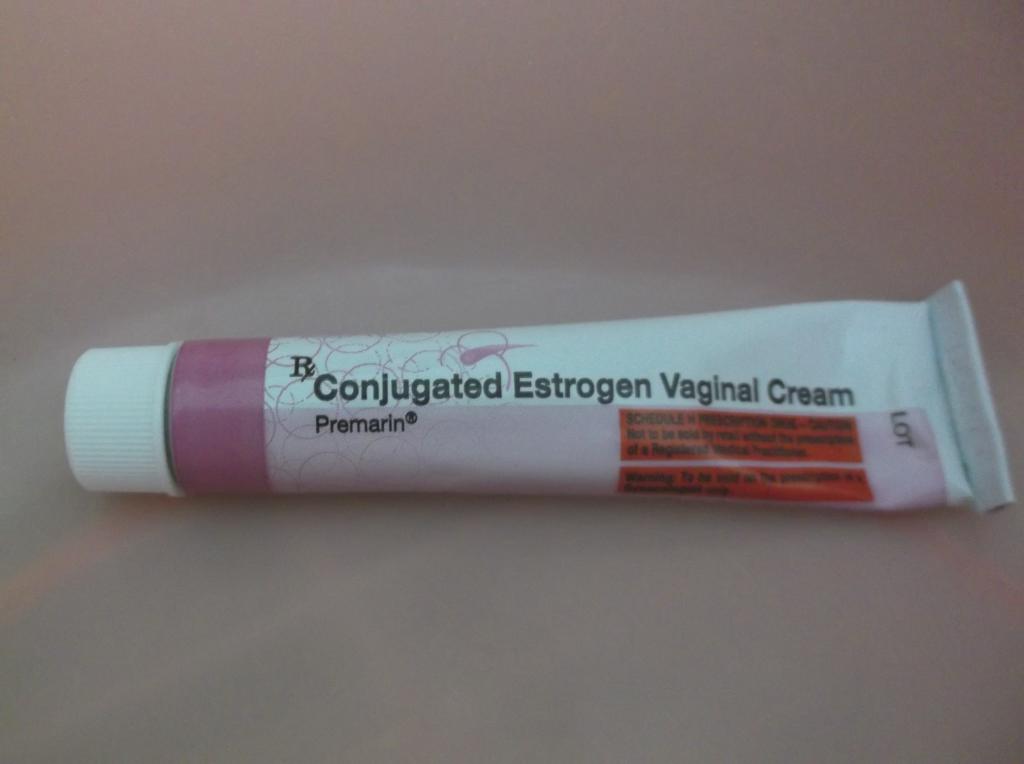 Rx
Conjugated Estrogen Vaginal Cream
Premarin®
SCHEDULE H PRESCRIPTION DRUG - CAUTION
Not to be sold by retail without the prescription
of a Registered Medical Practitioner.
Warning: To be sold on the prescription of a
LOT